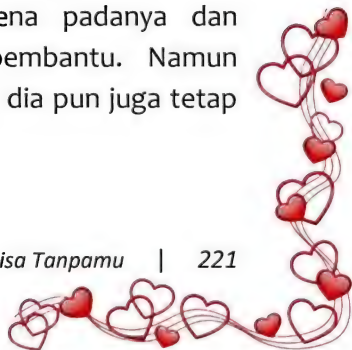 ena padanya dan
pembantu. Namun
dia pun juga tetap
isa Tanpamu | 221